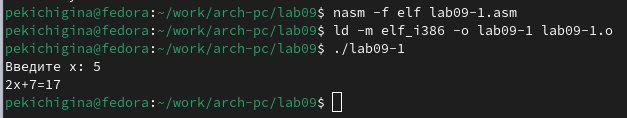 pekichigina@fedora:~/work/arch-pc/lab09$ nasm -f elf lab09-1.asm
pekichigina@fedora:~/work/arch-pc/lab09$ ld -m elf_i386 -o lab09-1 lab09-1.o
pekichigina@fedora:~/work/arch-pc/lab09$ ./lab09-1
Введите x: 5
2x+7=17
pekichigina@fedora:~/work/arch-pc/lab09$